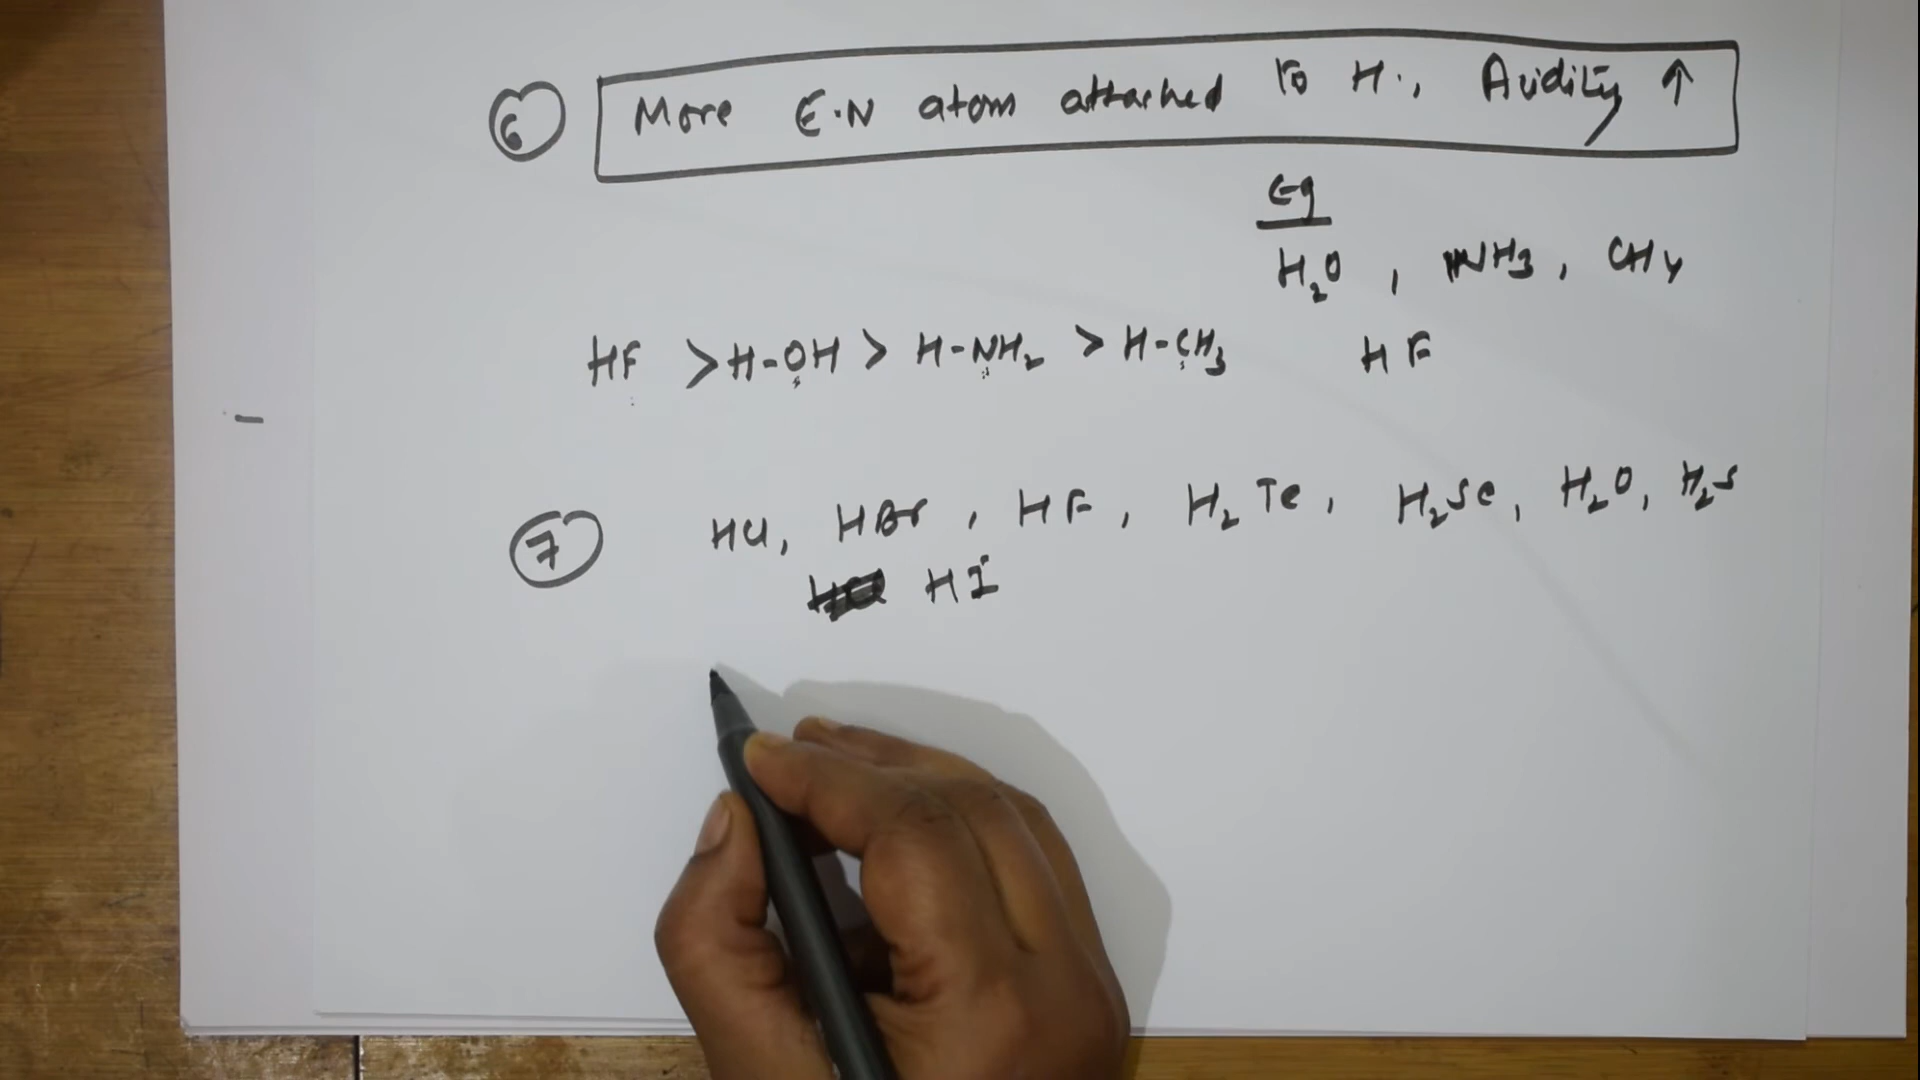 6 More E.N atom attached to H., Acidity ↑
Eg
H₂O, NH₃, CH₄
HF > H-OH > H-NH₂ > H-CH₃
HF
7 HCl, HBr, HF, H₂Te, H₂Se, H₂O, H₂S
HI